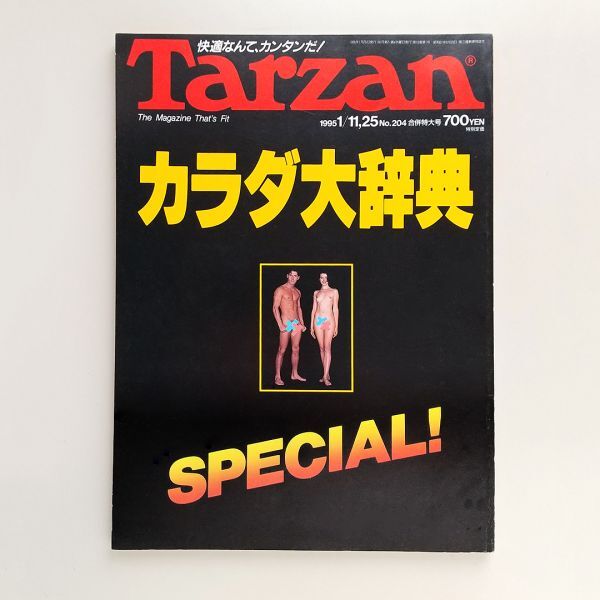 快適なんて、カンタンだ!
Tarzan®
The Magazine That's Fit
1995 1/11,25 No.204 合併特大号 700YEN
特別定価
カラダ大辞典
SPECIAL!